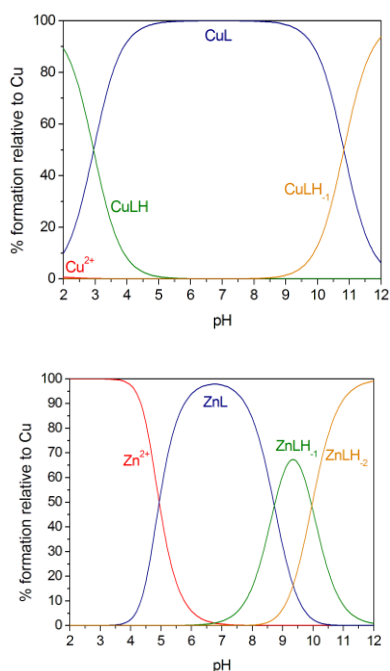 100
80
60
40
20
0
% formation relative to Cu
CuL
CuLH
CuLH₋₁
Cu²⁺
2 3 4 5 6 7 8 9 10 11 12
pH
100
90
80
70
60
50
40
30
20
10
0
% formation relative to Cu
Zn²⁺
ZnL
ZnLH₋₁
ZnLH₋₂
2 3 4 5 6 7 8 9 10 11 12
pH